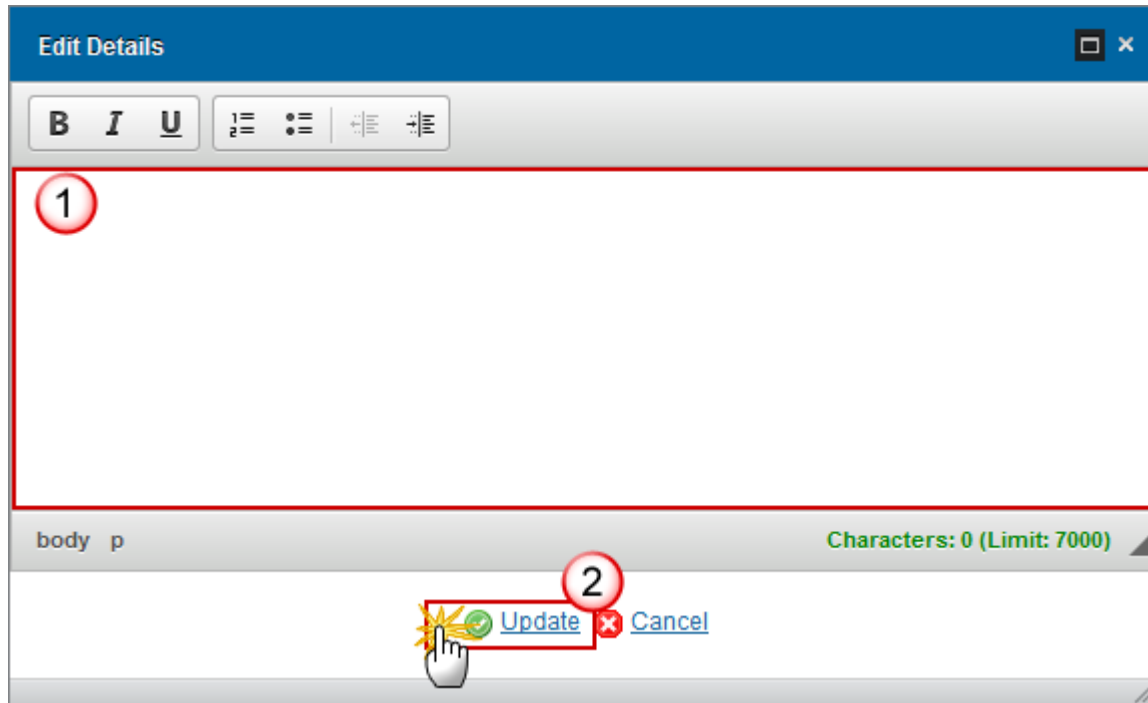 Edit Details
B I U
1
body p Characters: 0 (Limit: 7000)
2
Update Cancel